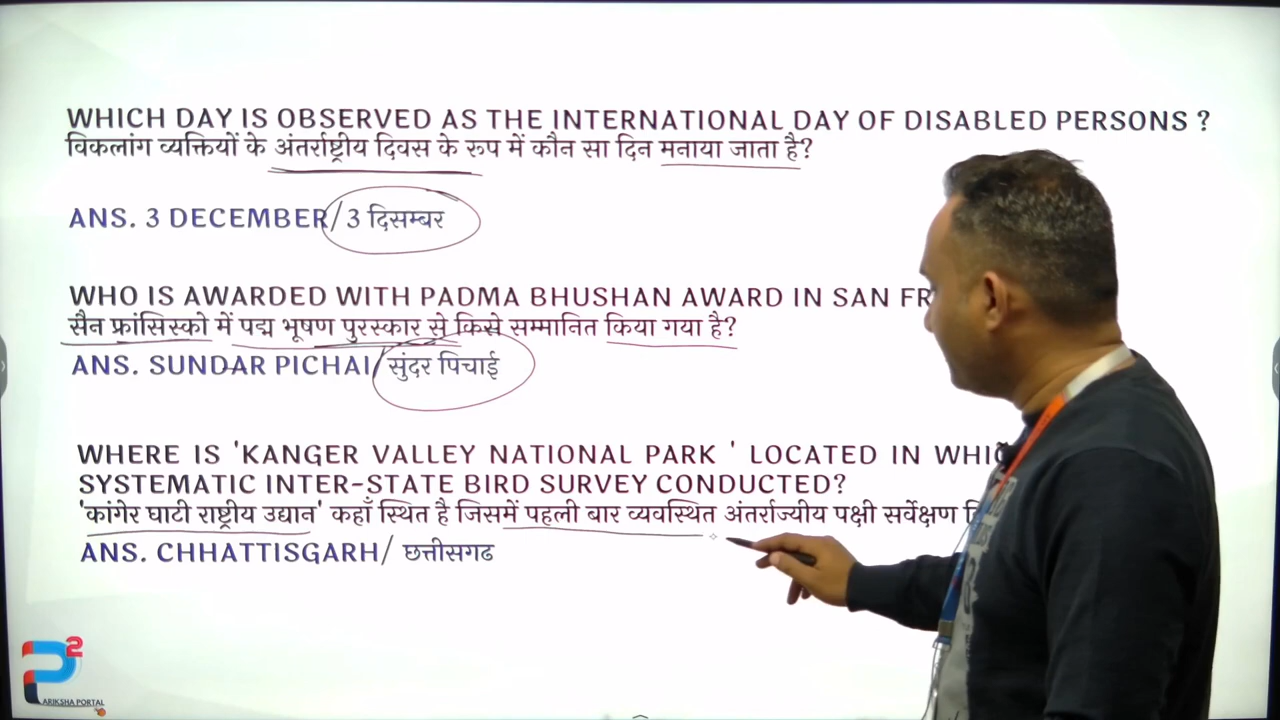 WHICH DAY IS OBSERVED AS THE INTERNATIONAL DAY OF DISABLED PERSONS ?
विकलांग व्यक्तियों के अंतर्राष्ट्रीय दिवस के रूप में कौन सा दिन मनाया जाता है?
ANS. 3 DECEMBER/3 दिसम्बर
WHO IS AWARDED WITH PADMA BHUSHAN AWARD IN SAN
सैन फ्रांसिस्को में पद्म भूषण पुरस्कार से किसे सम्मानित किया गया है?
ANS. SUNDAR PICHAI/सुंदर पिचाई
WHERE IS 'KANGER VALLEY NATIONAL PARK ' LOCATED IN
SYSTEMATIC INTER-STATE BIRD SURVEY CONDUCTED?
'कांगेर घाटी राष्ट्रीय उद्यान' कहाँ स्थित है जिसमें पहली बार व्यवस्थित अंतर्राज्यीय पक्षी सर्वेक्षण
ANS. CHHATTISGARH/ छत्तीसगढ
P2
ARIKSHA PORTAL